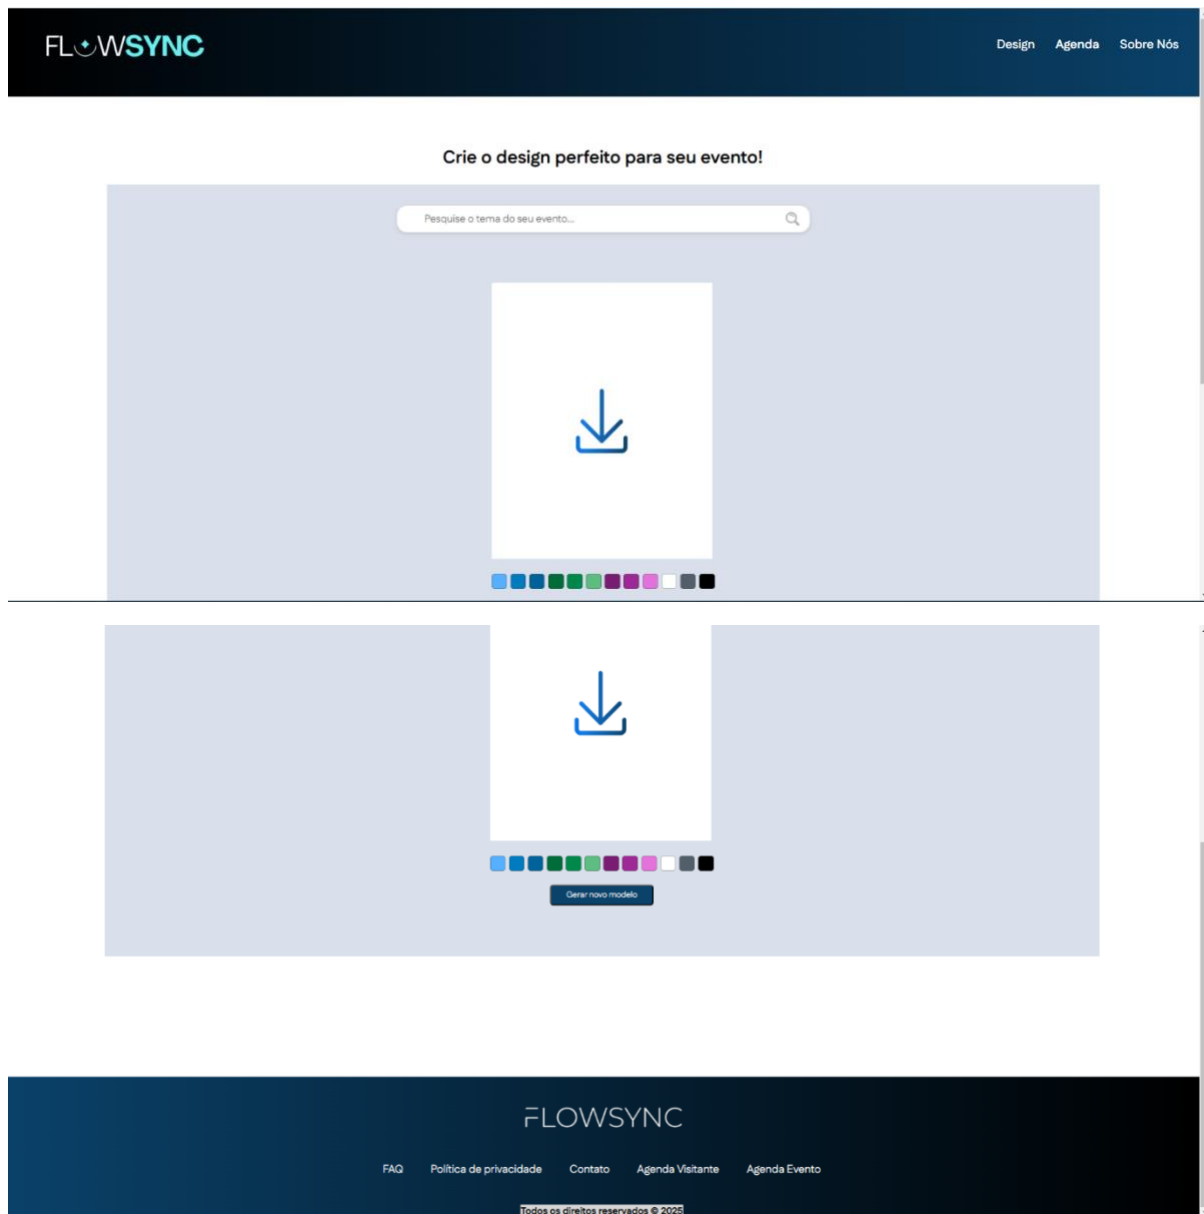 FLOWSYNC
Design Agenda Sobre Nós
Crie o design perfeito para seu evento!
Pesquise o tema do seu evento...
Gerar novo modelo
FLOWSYNC
FAQ Política de privacidade Contato Agenda Visitante Agenda Evento
Todos os direitos reservados © 2025